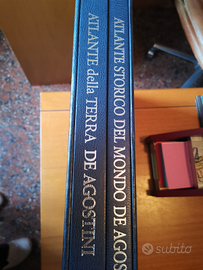 ATLANTE della TERRA DE AGOSTINI
ATLANTE STORICO DEL MONDO DE AGOS
subito